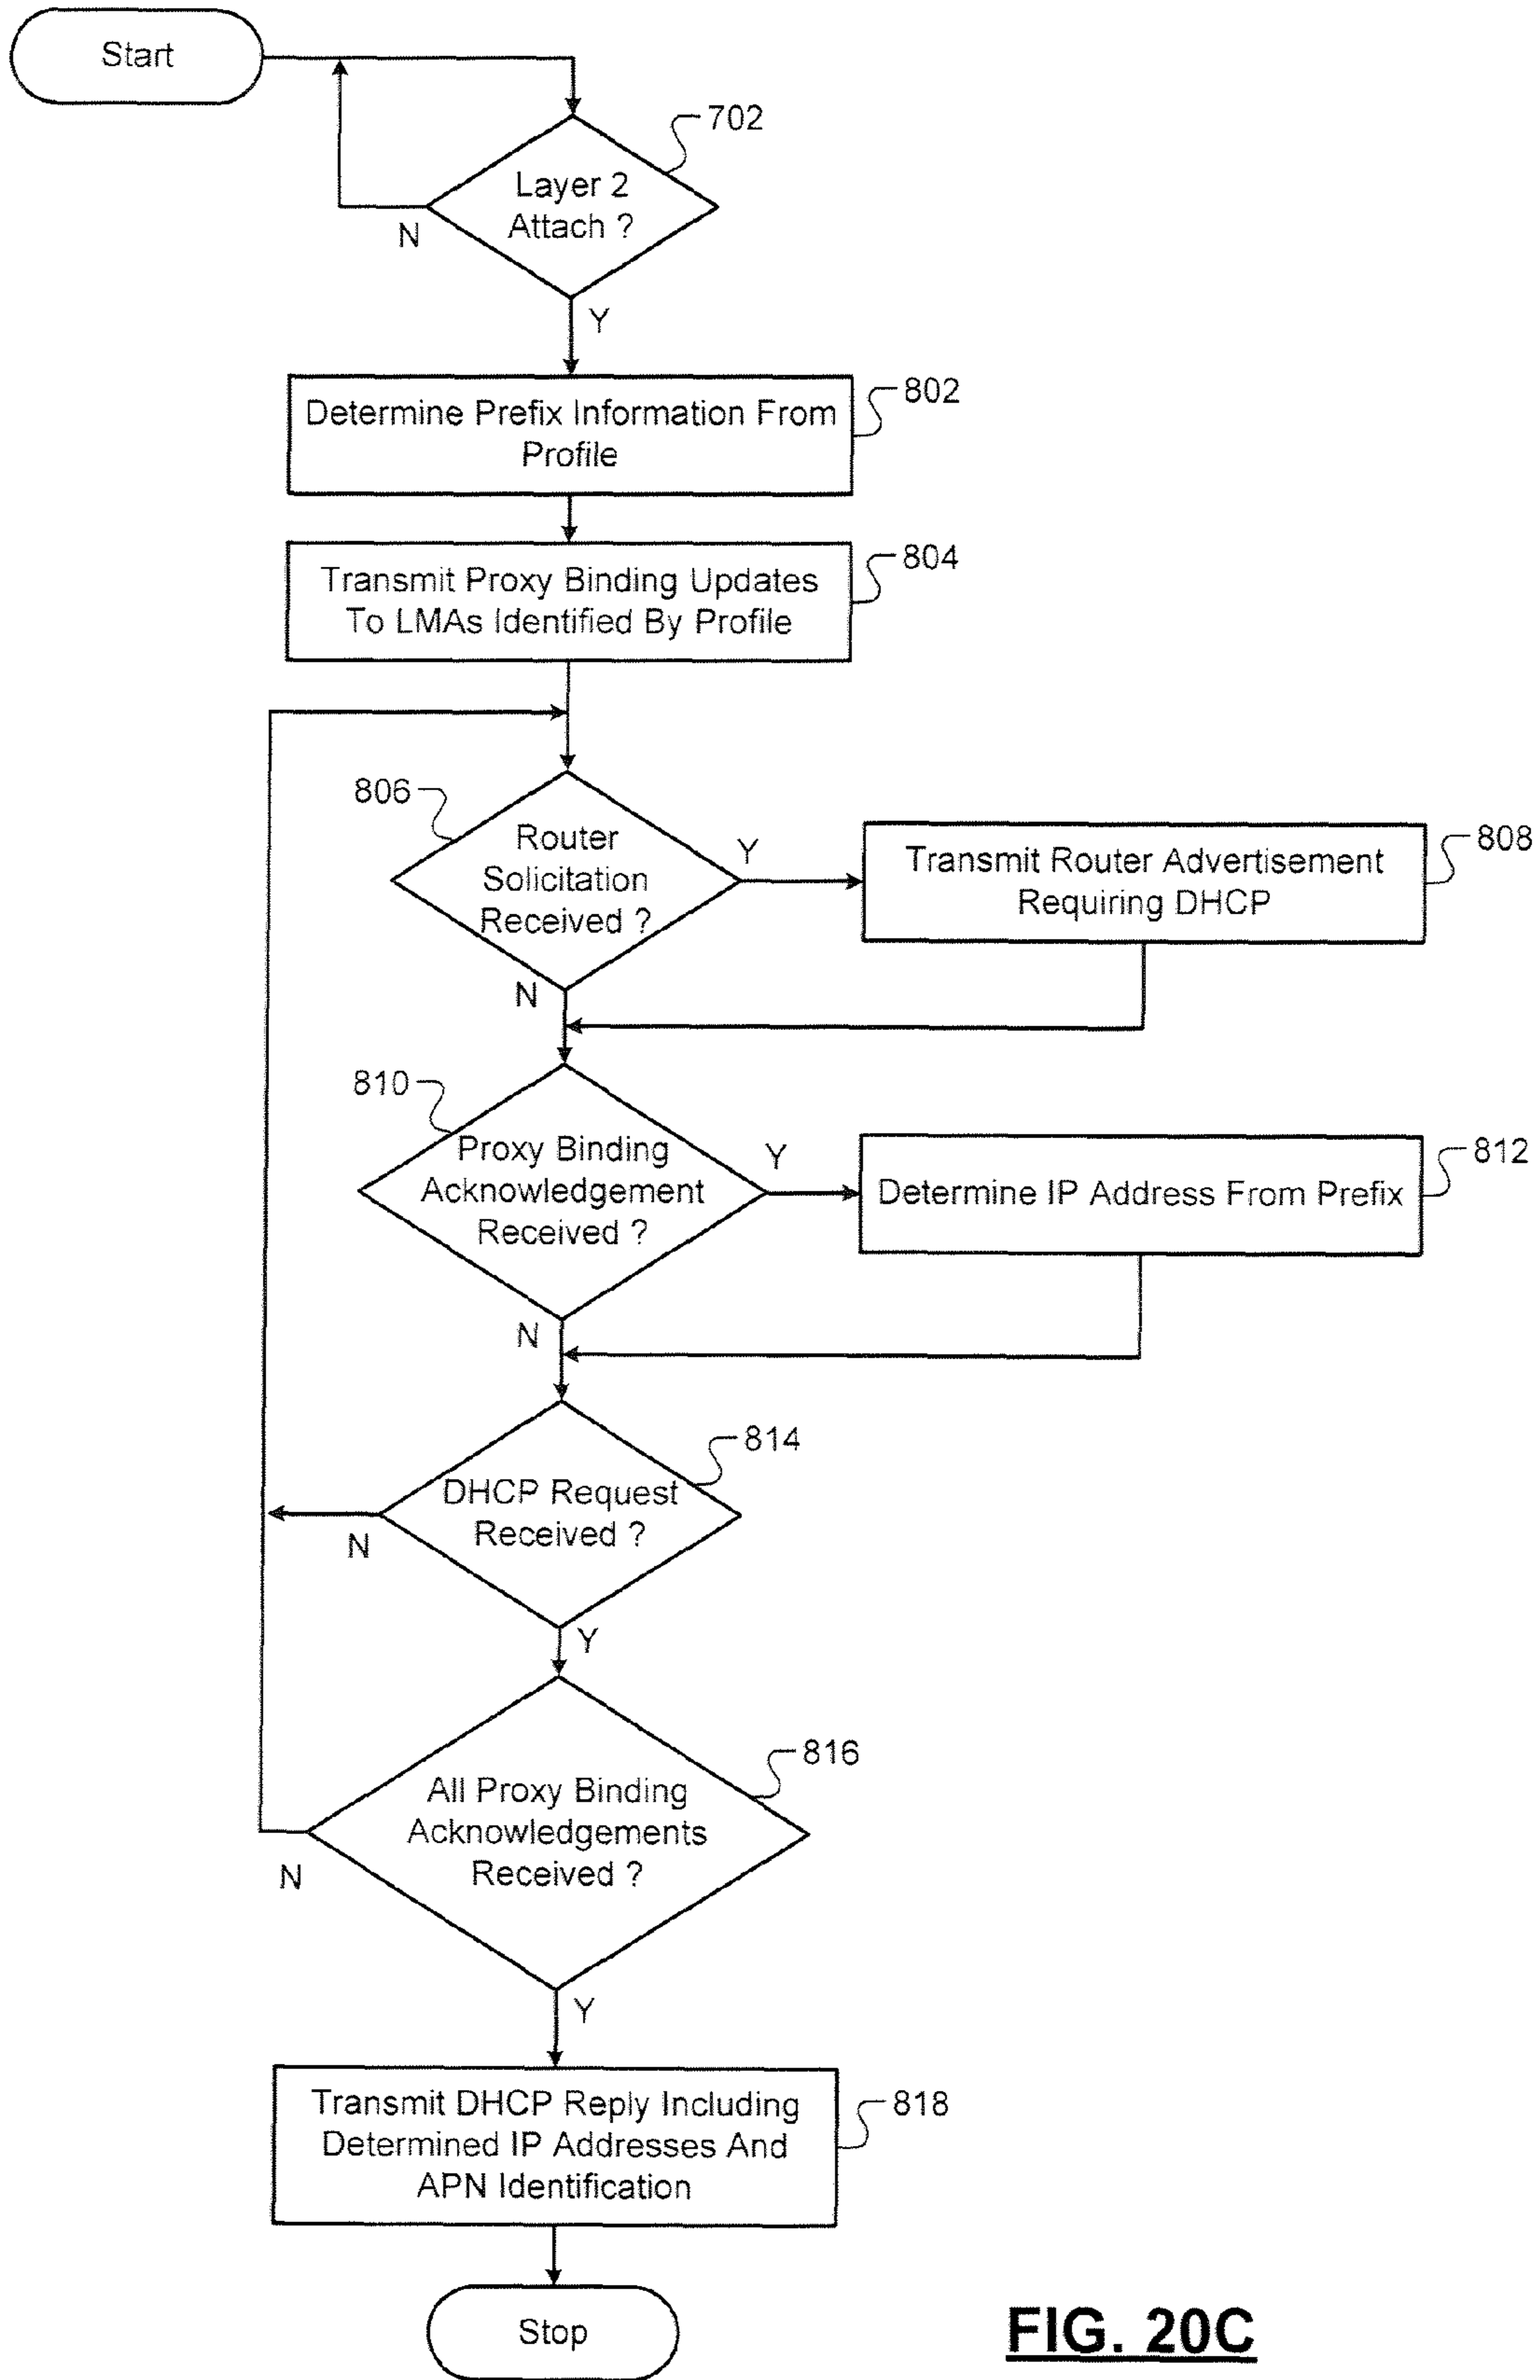 Start
702
Layer 2
Attach ?
N
Y
802
Determine Prefix Information From
Profile
804
Transmit Proxy Binding Updates
To LMAs Identified By Profile
806
Router
Solicitation
Received ?
Y
808
Transmit Router Advertisement
Requiring DHCP
N
810
Proxy Binding
Acknowledgement
Received ?
Y
812
Determine IP Address From Prefix
N
814
DHCP Request
Received ?
N
Y
816
All Proxy Binding
Acknowledgements
Received ?
N
Y
818
Transmit DHCP Reply Including
Determined IP Addresses And
APN Identification
Stop
FIG. 20C